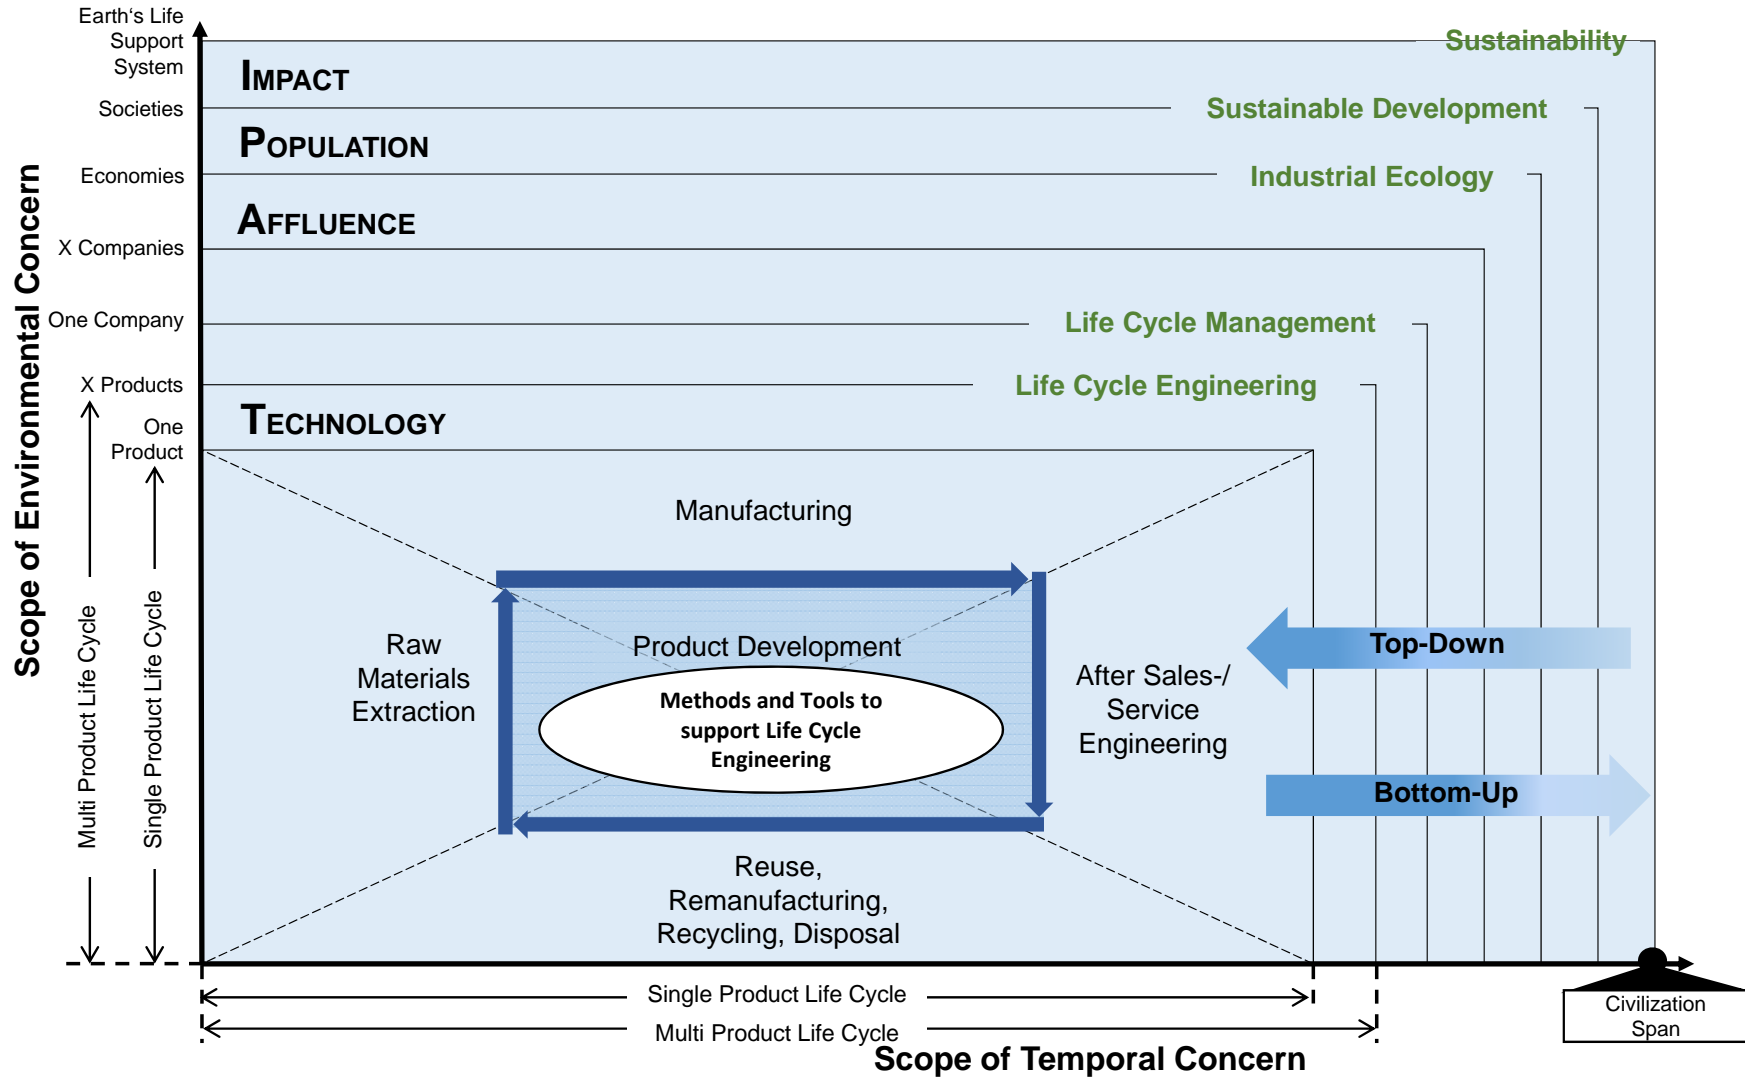 Earth‘s Life
Support
System
Sustainability
IMPACT
Societies
Sustainable Development
POPULATION
Economies
Industrial Ecology
AFFLUENCE
X Companies
One Company
Life Cycle Management
X Products
Life Cycle Engineering
TECHNOLOGY
One
Product
Scope of Environmental Concern
Multi Product Life Cycle
Single Product Life Cycle
Manufacturing
Raw
Materials
Extraction
Product Development
Methods and Tools to
support Life Cycle
Engineering
After Sales-/
Service
Engineering
Top-Down
Bottom-Up
Reuse,
Remanufacturing,
Recycling, Disposal
Single Product Life Cycle
Multi Product Life Cycle
Civilization
Span
Scope of Temporal Concern